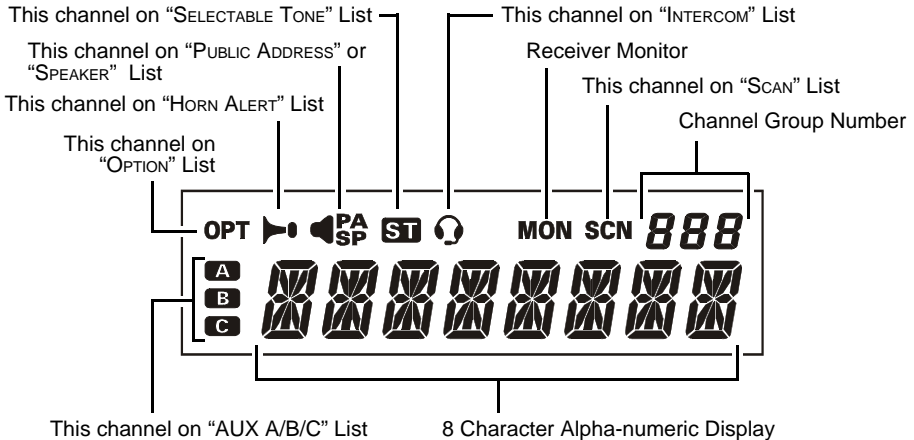 This channel on “SELECTABLE TONE” List
This channel on “INTERCOM” List
This channel on “PUBLIC ADDRESS” or
“SPEAKER” List
Receiver Monitor
This channel on “SCAN” List
This channel on “HORN ALERT” List
Channel Group Number
This channel on
“OPTION” List
OPT PA SP ST MON SCN 888
A
B
C
This channel on “AUX A/B/C” List
8 Character Alpha-numeric Display